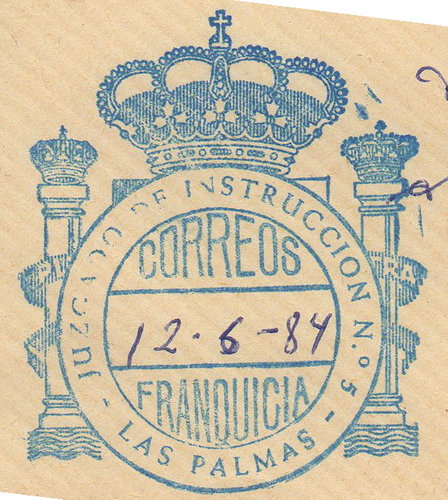 JUZGADO DE INSTRUCCION N.º 5
CORREOS
12-6-84
FRANQUICIA
- LAS PALMAS -